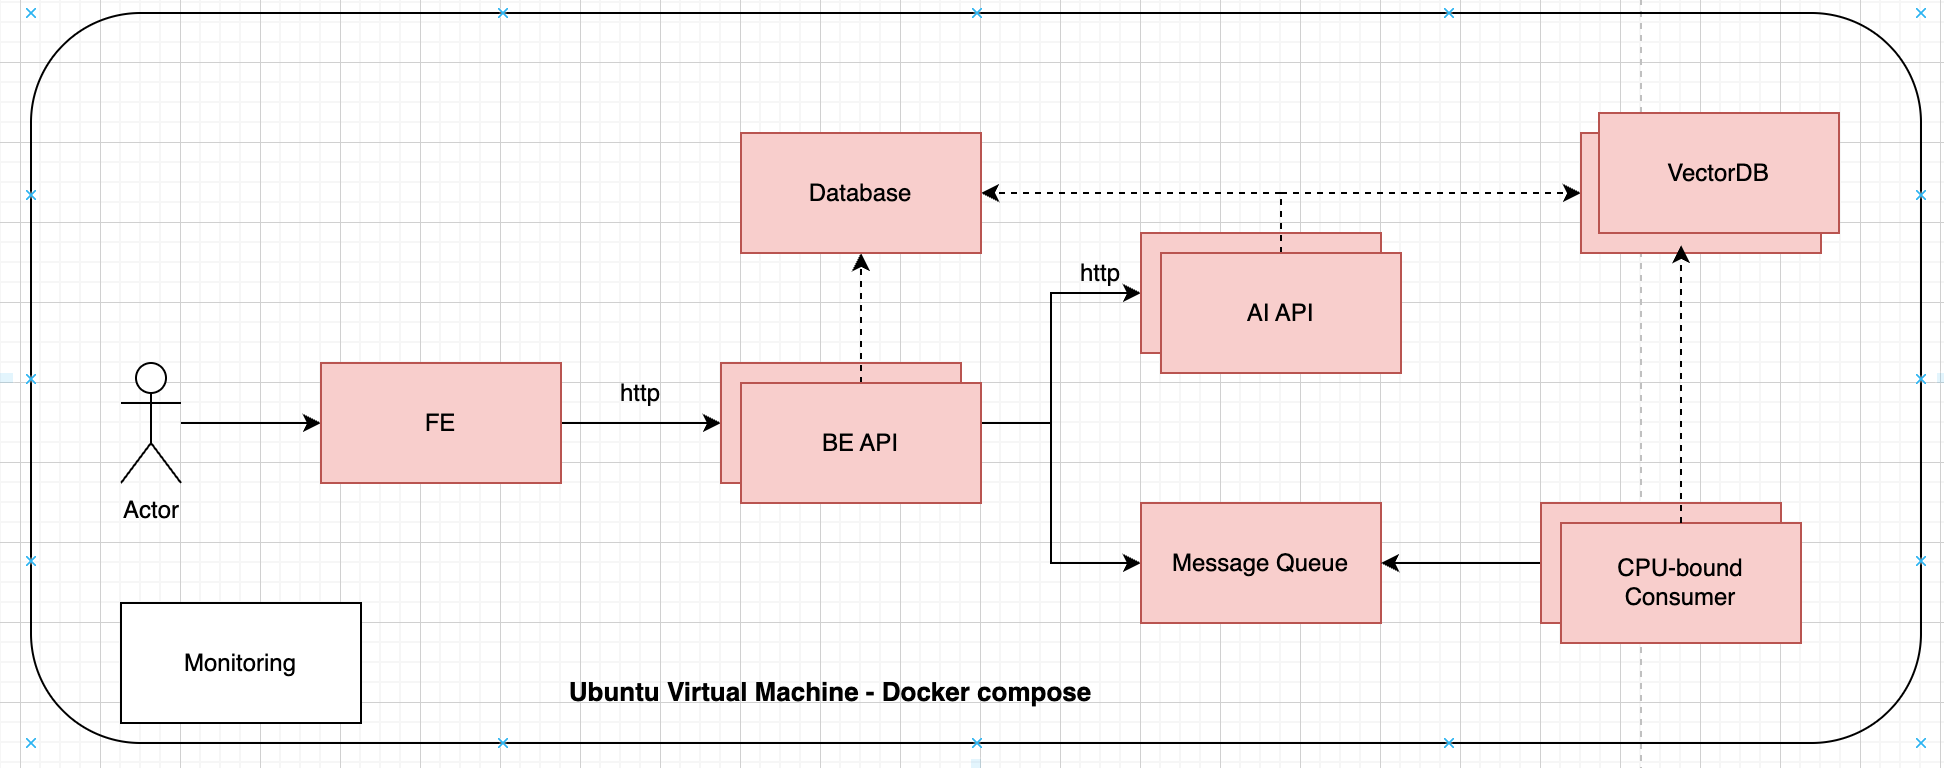 VectorDB
Database
http
AI API
http
FE
BE API
Actor
Message Queue
CPU-bound
Consumer
Monitoring
Ubuntu Virtual Machine - Docker compose